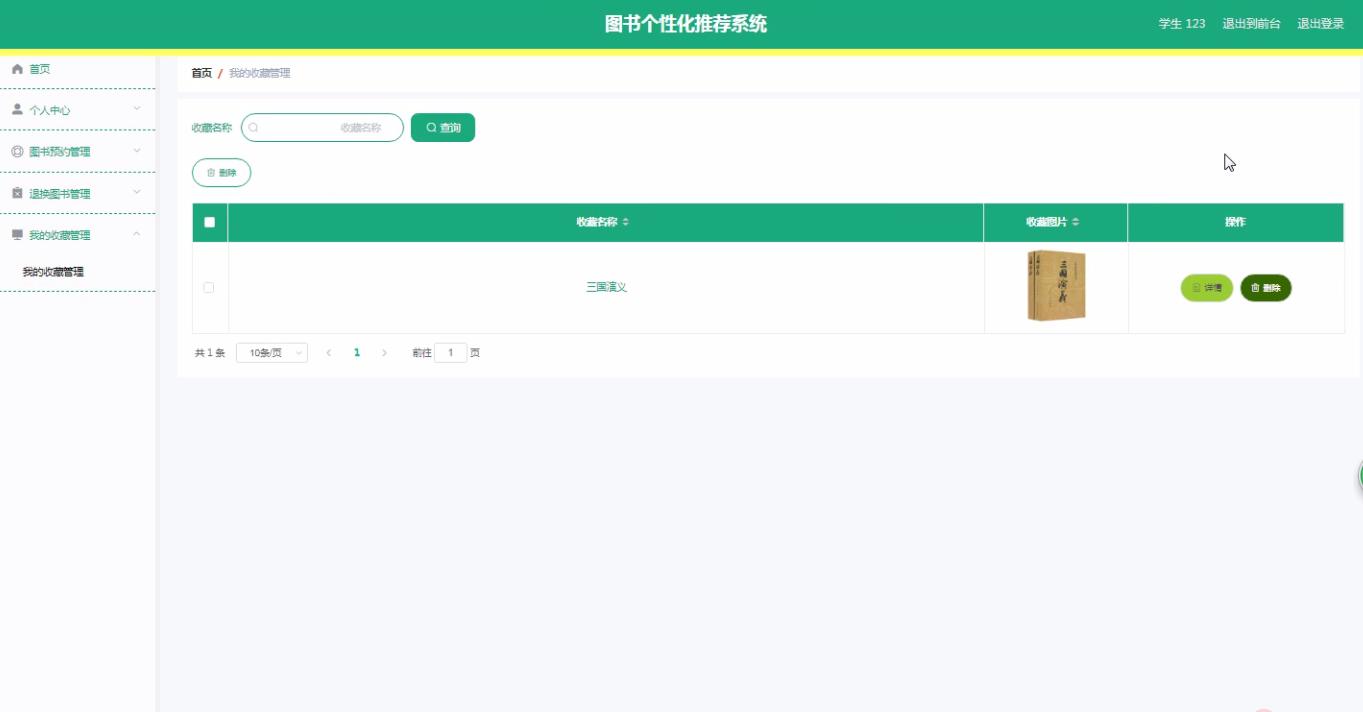 图书个性化推荐系统
学生 123 退出到前台 退出登录
首页
个人中心
图书预约管理
退换图书管理
我的收藏管理
我的收藏管理
首页 / 我的收藏管理
收藏名称 收藏名称 查询
删除
收藏名称 收藏图片 操作
三国演义 三国演义 详情 删除
共 1 条 10条/页 1 前往 1 页